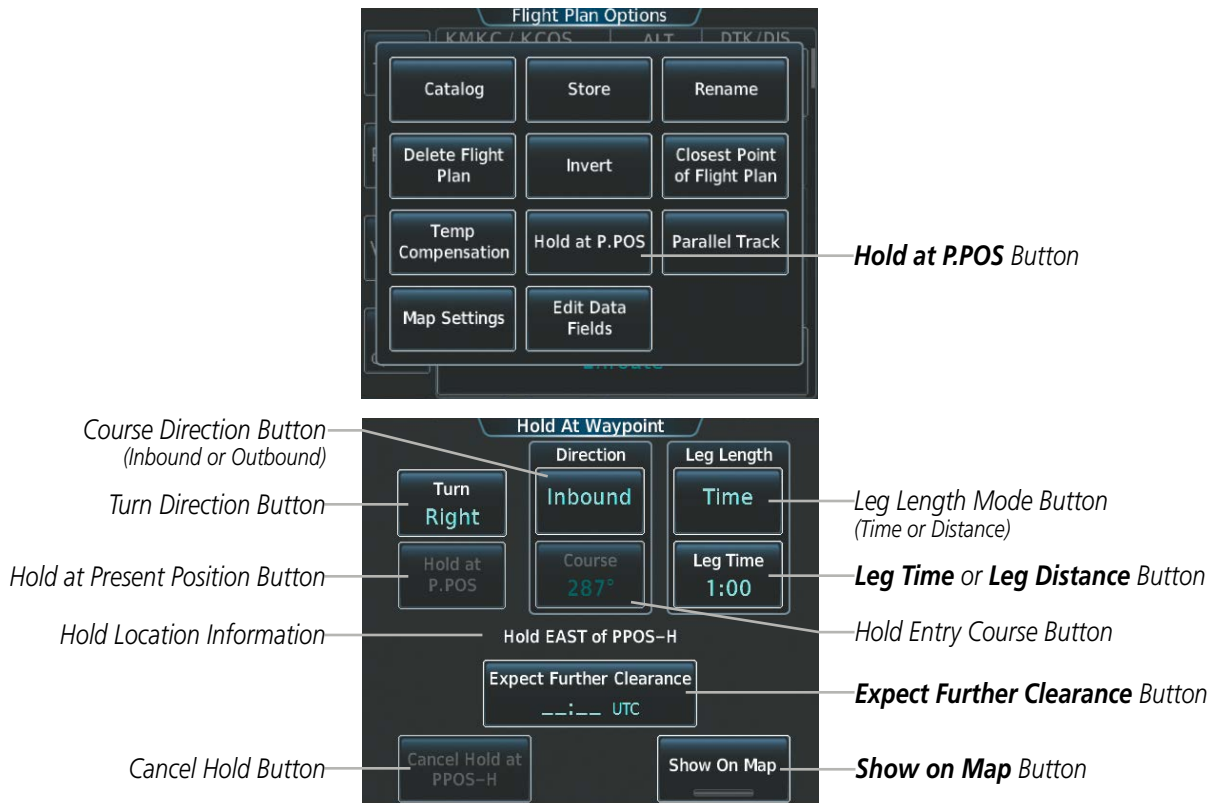 Flight Plan Options
KMKC / KCOS ALT DTK/DIS
Catalog
Store
Rename
Delete Flight
Plan
Invert
Closest Point
of Flight Plan
Temp
Compensation
Hold at P.POS
Parallel Track
Hold at P.POS Button
Map Settings
Edit Data
Fields
Enroute
Hold At Waypoint
Course Direction Button
(Inbound or Outbound)
Turn Direction Button
Hold at Present Position Button
Hold Location Information
Cancel Hold Button
Turn
Right
Hold at
P.POS
Direction
Inbound
Course
287°
Leg Length
Time
Leg Time
1:00
Hold EAST of PPOS-H
Expect Further Clearance
__:__ UTC
Cancel Hold at
PPOS-H
Show On Map
Leg Length Mode Button
(Time or Distance)
Leg Time or Leg Distance Button
Hold Entry Course Button
Expect Further Clearance Button
Show on Map Button